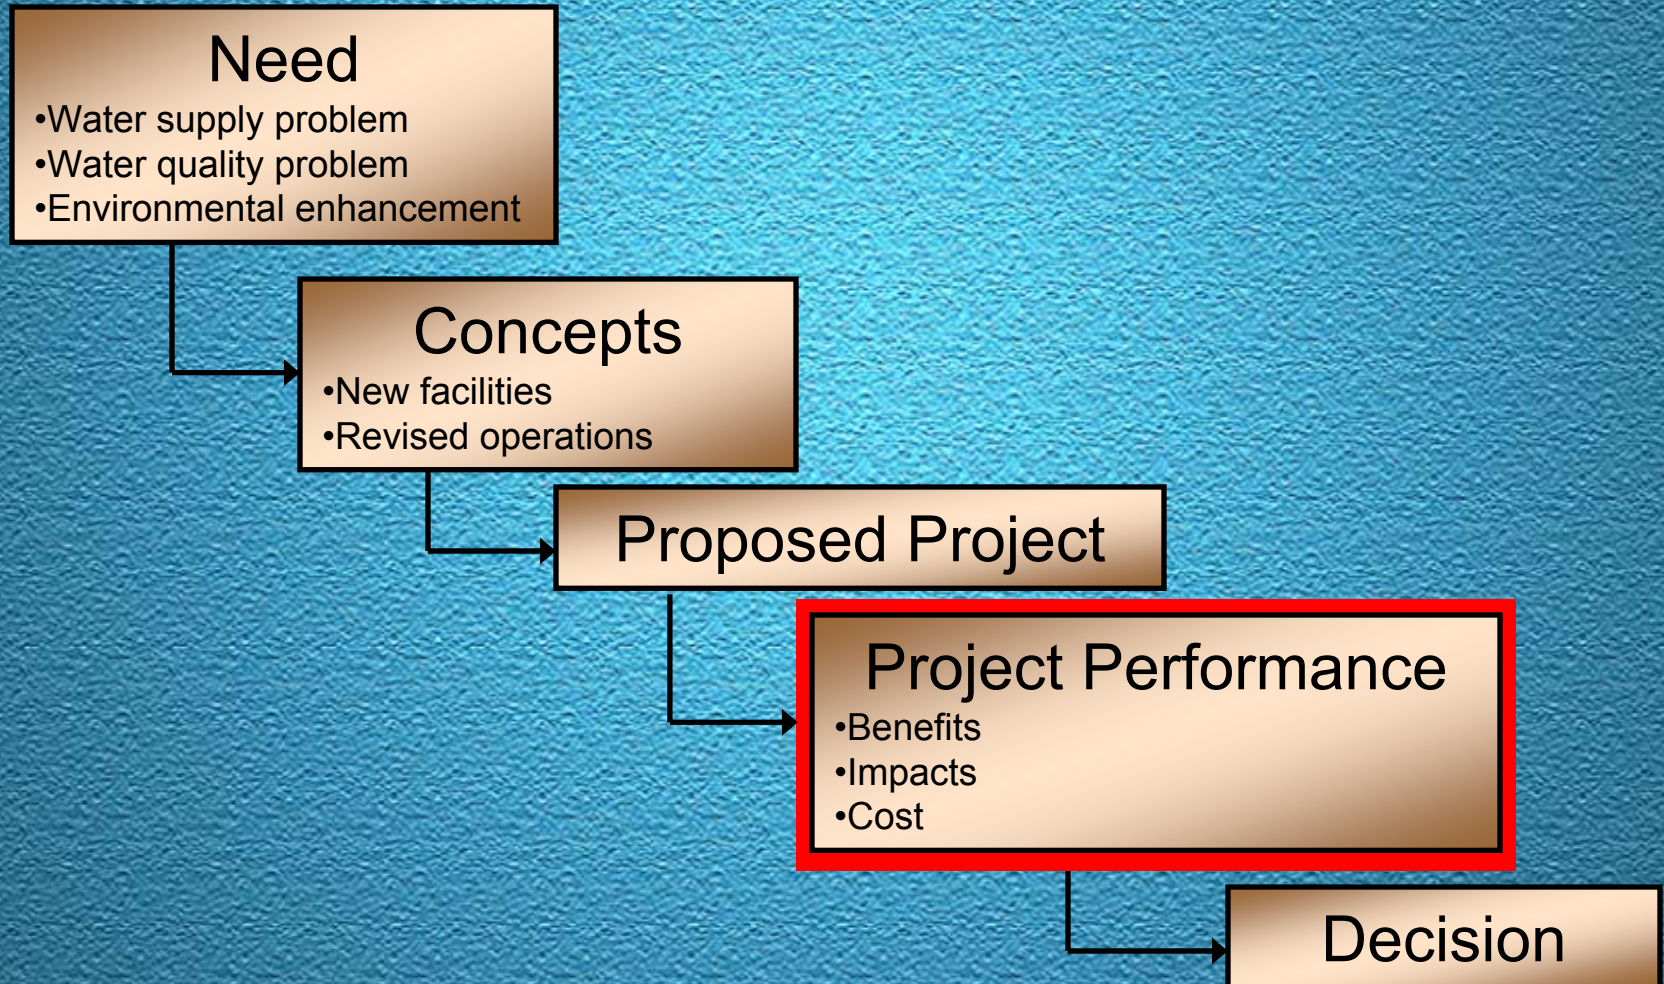 Need
•Water supply problem
•Water quality problem
•Environmental enhancement
Concepts
•New facilities
•Revised operations
Proposed Project
Project Performance
•Benefits
•Impacts
•Cost
Decision